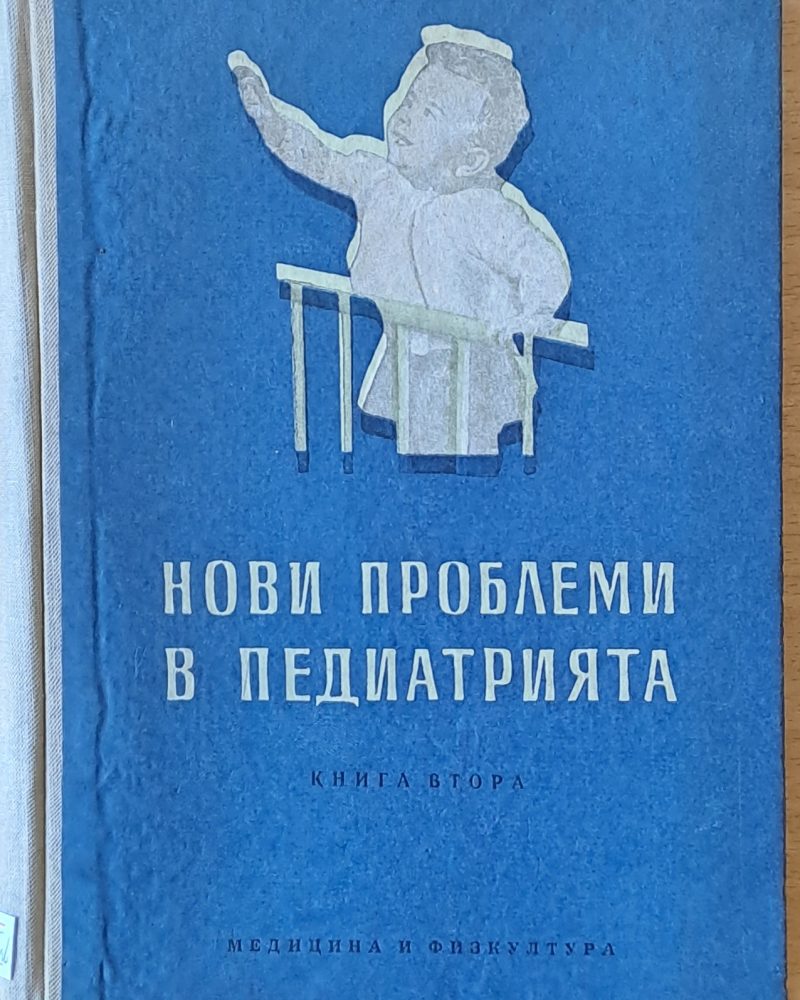 НОВИ ПРОБЛЕМИ
В ПЕДИАТРИЯТА
КНИГА ВТОРА
МЕДИЦИНА И ФИЗКУЛТУРА